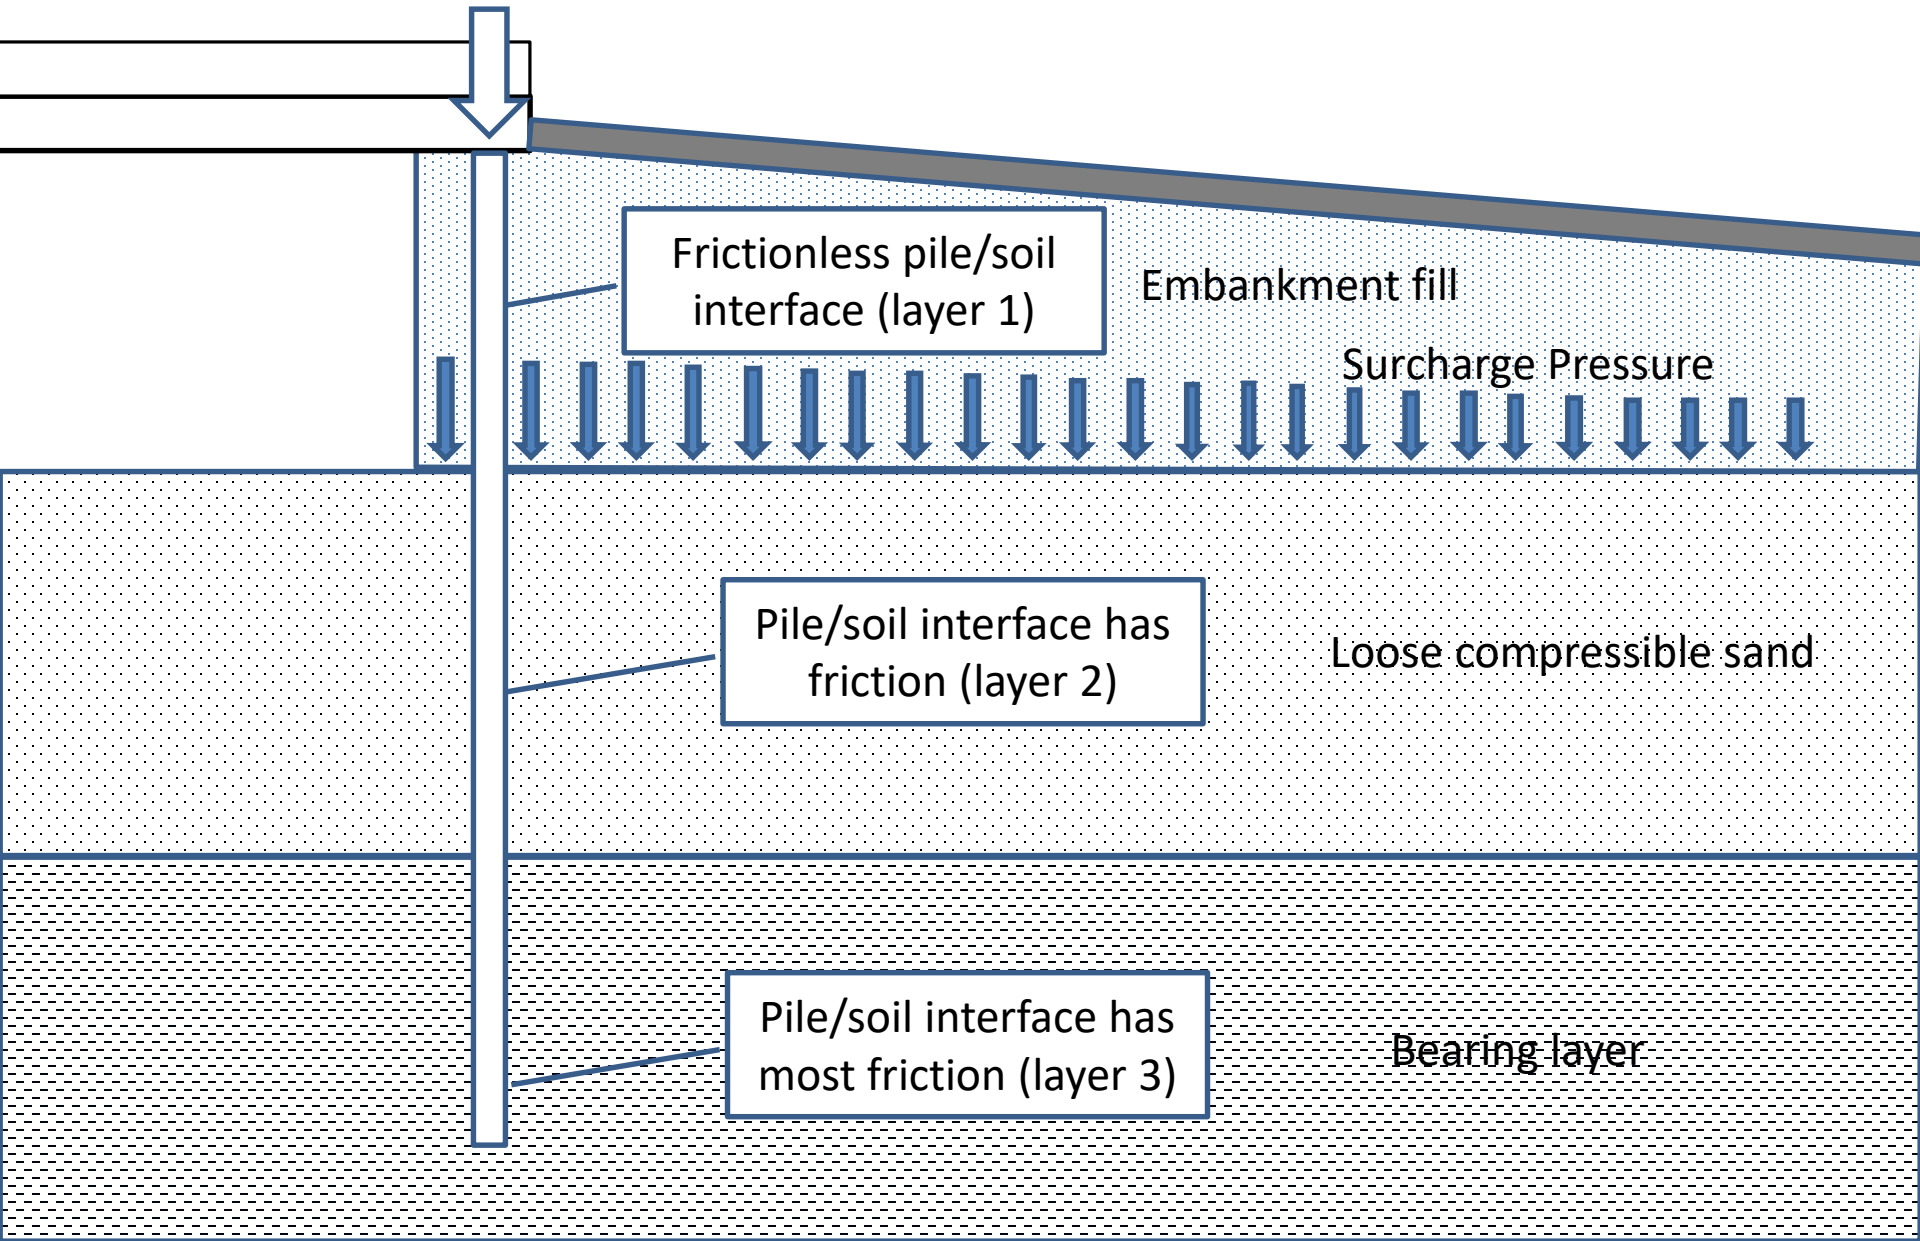 Frictionless pile/soil
interface (layer 1)
Embankment fill
Surcharge Pressure
Pile/soil interface has
friction (layer 2)
Loose compressible sand
Pile/soil interface has
most friction (layer 3)
Bearing layer